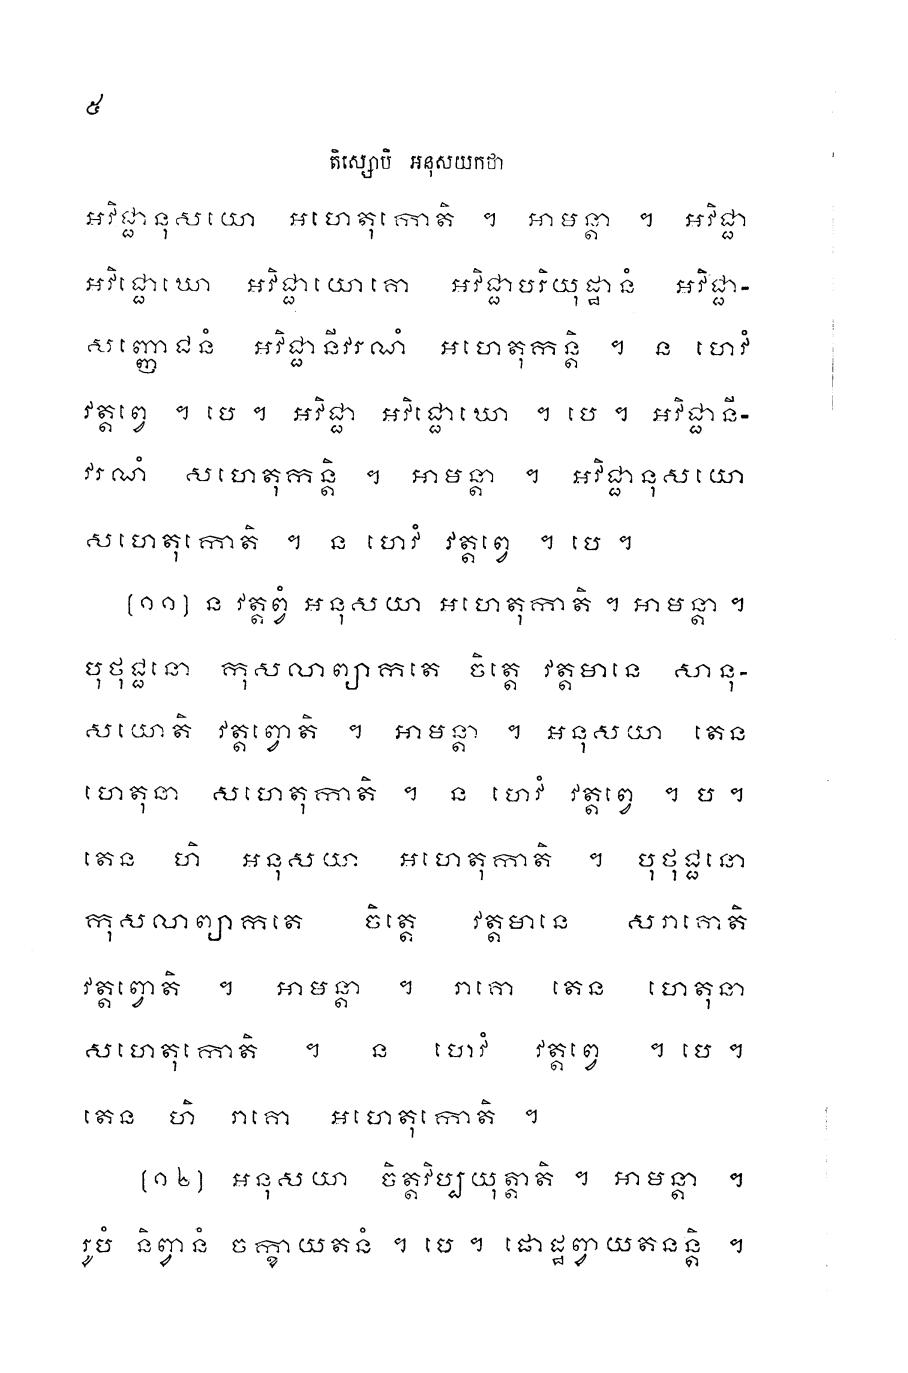 ៥
តិស្សោបិ អនុសយកថា
អវិជ្ជានុសយោ អហេតុកោតិ ។ អាមន្តា ។ អវិជ្ជា
អវិជ្ជោឃោ អវិជ្ជាយោគោ អវិជ្ជាបរិយុដ្ឋានំ អវិជ្ជា-
សញ្ញោជនំ អវិជ្ជានីវរណំ អហេតុកន្តិ ។ ន ហេវំ
វត្តព្វេ ។ បេ ។ អវិជ្ជា អវិជ្ជោឃោ ។ បេ ។ អវិជ្ជានី-
វរណំ សហេតុកន្តិ ។ អាមន្តា ។ អវិជ្ជានុសយោ
សហេតុកោតិ ។ ន ហេវំ វត្តព្វេ ។ បេ ។
(១១) ន វត្តព្វំ អនុសយា អហេតុកាតិ ។ អាមន្តា ។
បុថុជ្ជនោ កុសលាព្យាកតេ ចិត្តេ វត្តមានេ សានុ-
សយោតិ វត្តព្វោតិ ។ អាមន្តា ។ អនុសយា តេន
ហេតុនា សហេតុកាតិ ។ ន ហេវំ វត្តព្វេ ។ ប ។
តេន ហិ អនុសយា អហេតុកាតិ ។ បុថុជ្ជនោ
កុសលាព្យាកតេ ចិត្តេ វត្តមានេ សរាគោតិ
វត្តព្វោតិ ។ អាមន្តា ។ រាគោ តេន ហេតុនា
សហេតុកោតិ ។ ន ហេវំ វត្តព្វេ ។ បេ ។
តេន ហិ រាគោ អហេតុកោតិ ។
(១២) អនុសយា ចិត្តវិប្បយុត្តាតិ ។ អាមន្តា ។
រូបំ និព្វានំ ចក្ខាយតនំ ។ បេ ។ ផោដ្ឋព្វាយតនន្តិ ។